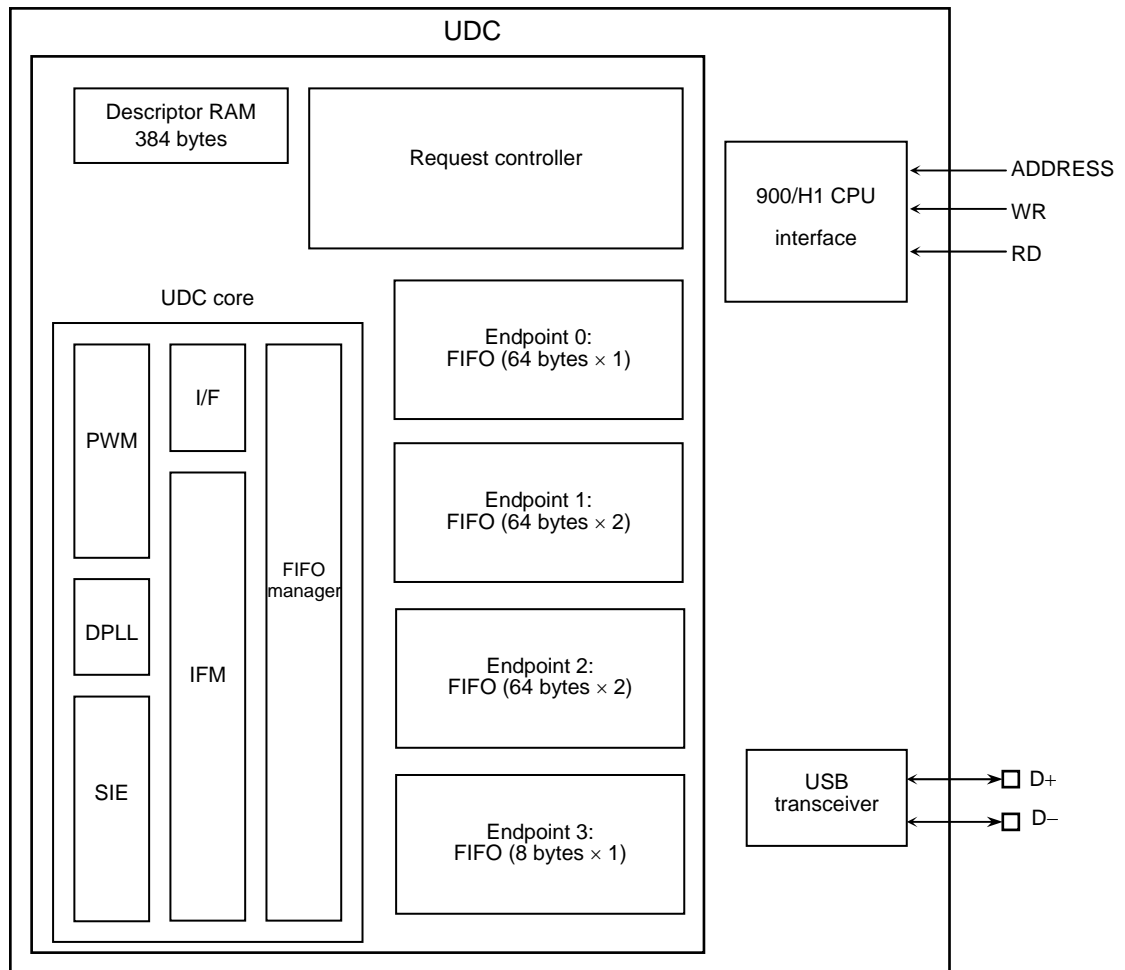 UDC
Descriptor RAM
384 bytes
Request controller
900/H1 CPU
interface
ADDRESS
WR
RD
UDC core
PWM
I/F
FIFO
manager
DPLL
IFM
SIE
Endpoint 0:
FIFO (64 bytes × 1)
Endpoint 1:
FIFO (64 bytes × 2)
Endpoint 2:
FIFO (64 bytes × 2)
Endpoint 3:
FIFO (8 bytes × 1)
USB
transceiver
D+
D−